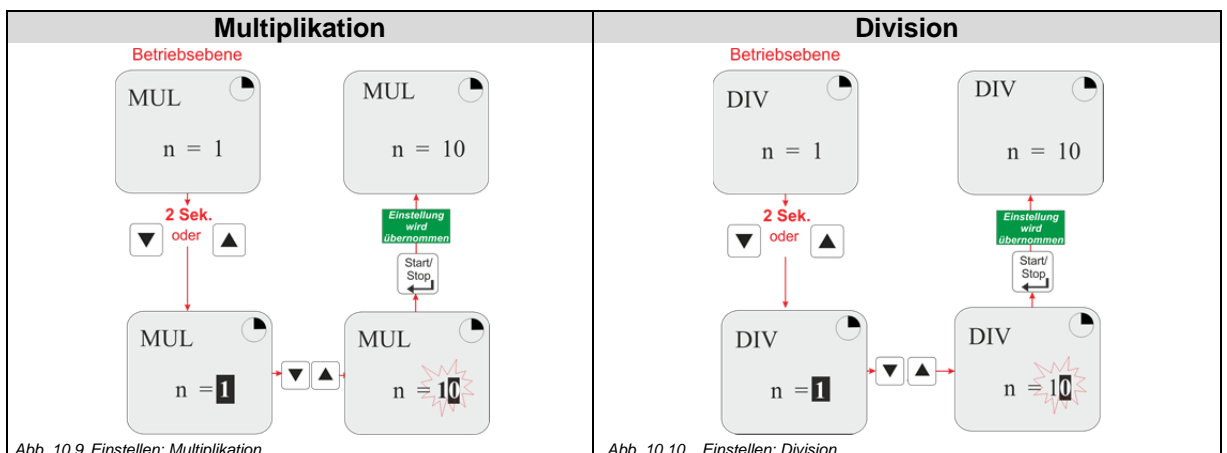 Multiplikation
Betriebsebene
MUL
n = 1
2 Sek.
oder
MUL
n = 1
MUL
n = 10
Start/
Stop
Einstellung
wird
übernommen
MUL
n = 10
Abb. 10.9 Einstellen: Multiplikation
Division
Betriebsebene
DIV
n = 1
2 Sek.
oder
DIV
n = 1
DIV
n = 10
Start/
Stop
Einstellung
wird
übernommen
DIV
n = 10
Abb. 10.10 Einstellen: Division